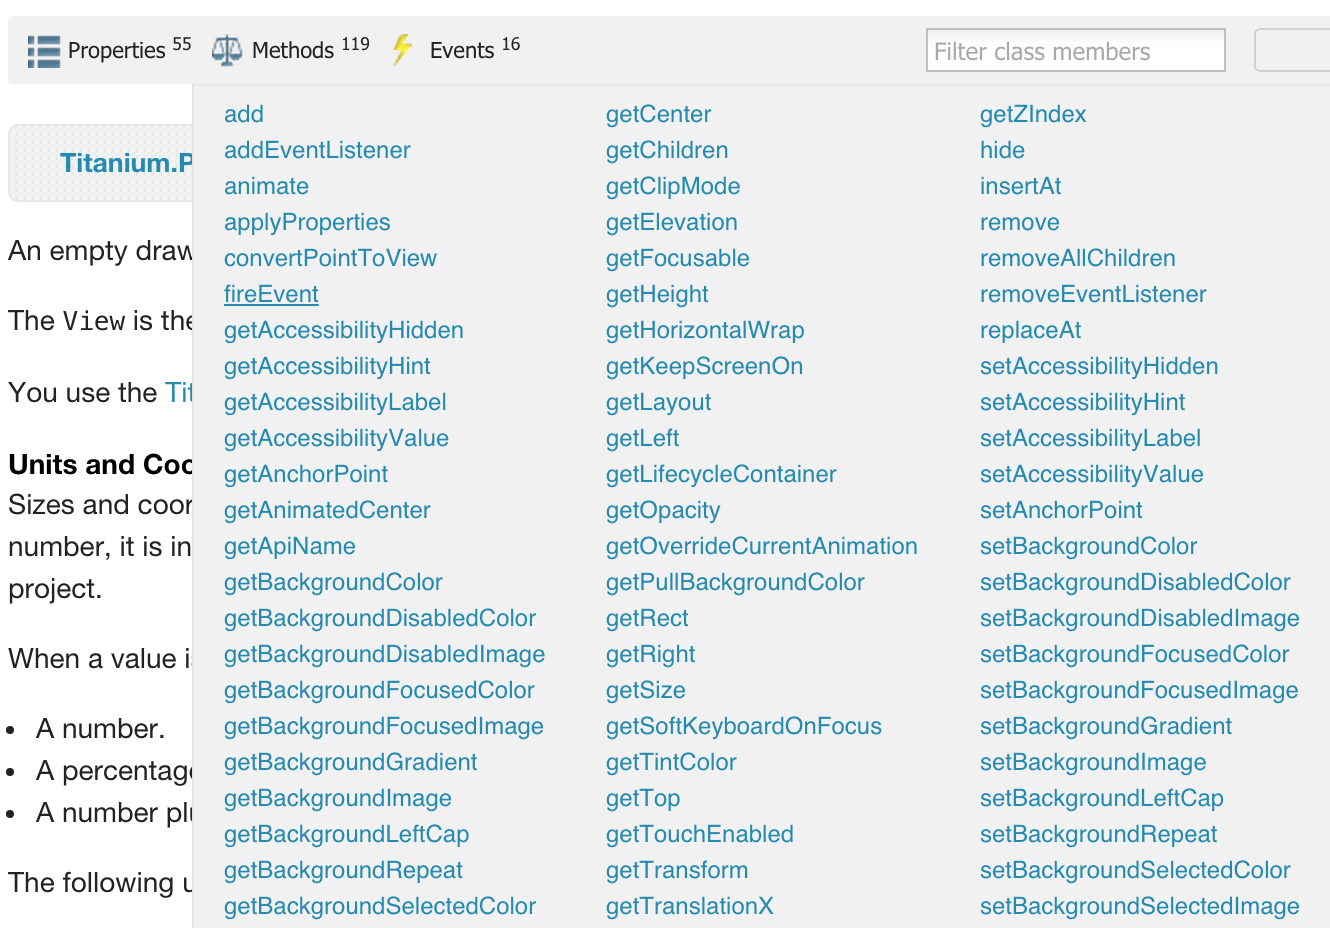 Properties 55 Methods 119 Events 16 Filter class members
Titanium.P
An empty draw
The View is the
You use the Tit
Units and Coo
Sizes and coor
number, it is in
project.
When a value is
• A number.
• A percentage
• A number plu
The following u
add
addEventListener
animate
applyProperties
convertPointToView
fireEvent
getAccessibilityHidden
getAccessibilityHint
getAccessibilityLabel
getAccessibilityValue
getAnchorPoint
getAnimatedCenter
getApiName
getBackgroundColor
getBackgroundDisabledColor
getBackgroundDisabledImage
getBackgroundFocusedColor
getBackgroundFocusedImage
getBackgroundGradient
getBackgroundImage
getBackgroundLeftCap
getBackgroundRepeat
getBackgroundSelectedColor
getCenter
getChildren
getClipMode
getElevation
getFocusable
getHeight
getHorizontalWrap
getKeepScreenOn
getLayout
getLeft
getLifecycleContainer
getOpacity
getOverrideCurrentAnimation
getPullBackgroundColor
getRect
getRight
getSize
getSoftKeyboardOnFocus
getTintColor
getTop
getTouchEnabled
getTransform
getTranslationX
getZIndex
hide
insertAt
remove
removeAllChildren
removeEventListener
replaceAt
setAccessibilityHidden
setAccessibilityHint
setAccessibilityLabel
setAccessibilityValue
setAnchorPoint
setBackgroundColor
setBackgroundDisabledColor
setBackgroundDisabledImage
setBackgroundFocusedColor
setBackgroundFocusedImage
setBackgroundGradient
setBackgroundImage
setBackgroundLeftCap
setBackgroundRepeat
setBackgroundSelectedColor
setBackgroundSelectedImage